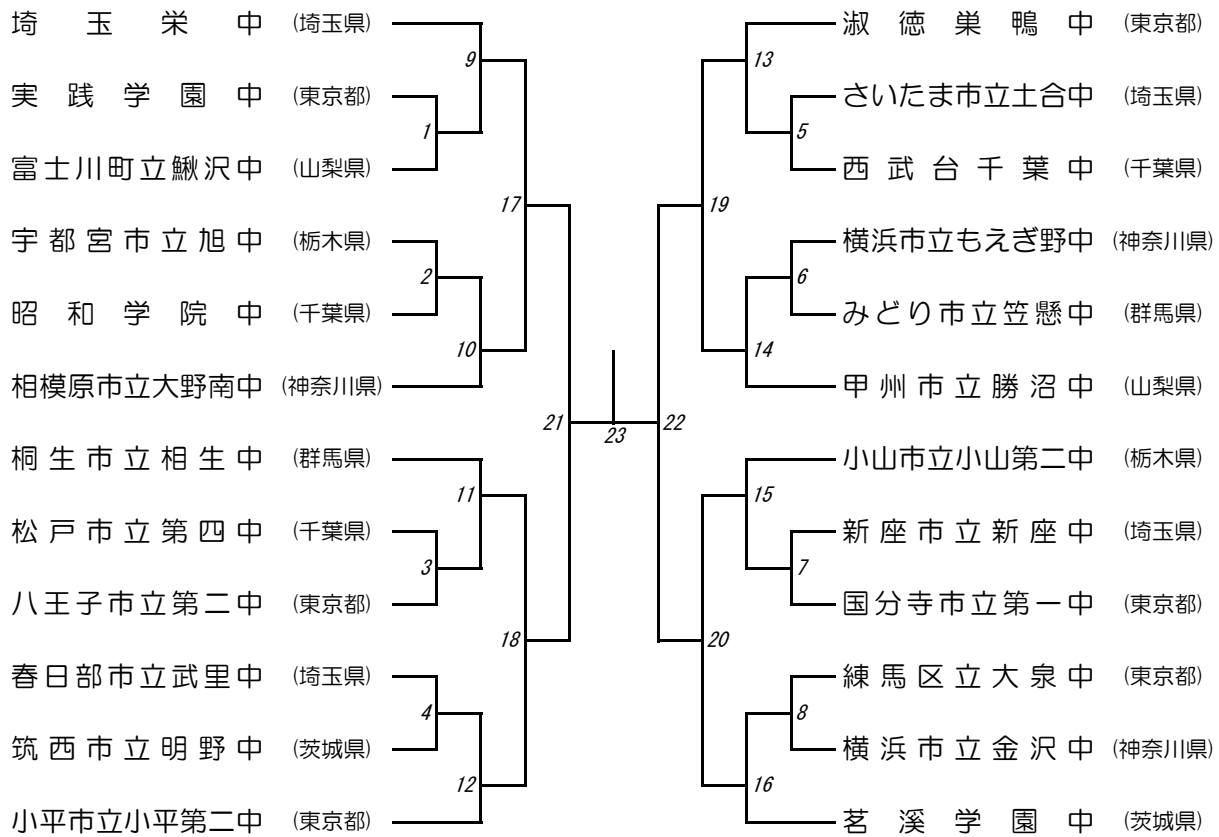 埼玉栄中 (埼玉県)
9
実践学園中 (東京都)
1
富士川町立鰍沢中 (山梨県)
17
宇都宮市立旭中 (栃木県)
2
昭和学院中 (千葉県)
10
相模原市立大野南中 (神奈川県)
21
桐生市立相生中 (群馬県)
11
松戸市立第四中 (千葉県)
3
八王子市立第二中 (東京都)
18
春日部市立武里中 (埼玉県)
4
筑西市立明野中 (茨城県)
12
小平市立小平第二中 (東京都)
23
淑徳巣鴨中 (東京都)
13
さいたま市立土合中 (埼玉県)
5
西武台千葉中 (千葉県)
19
横浜市立もえぎ野中 (神奈川県)
6
みどり市立笠懸中 (群馬県)
14
甲州市立勝沼中 (山梨県)
22
小山市立小山第二中 (栃木県)
15
新座市立新座中 (埼玉県)
7
国分寺市立第一中 (東京都)
20
練馬区立大泉中 (東京都)
8
横浜市立金沢中 (神奈川県)
16
茗溪学園中 (茨城県)